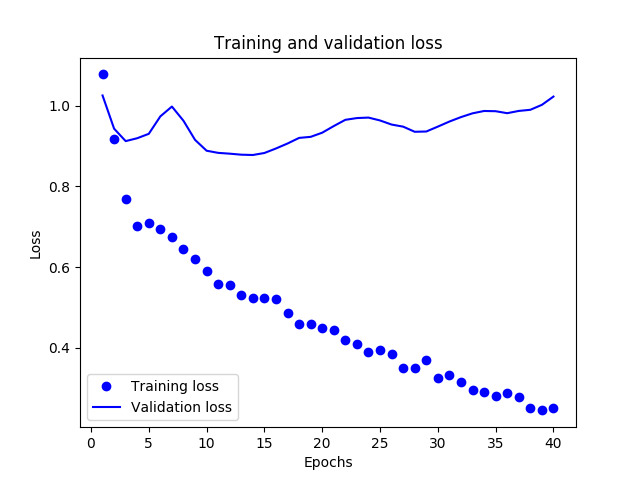 Training and validation loss
1.0
0.8
0.6
0.4
Loss
Training loss
Validation loss
0 5 10 15 20 25 30 35 40
Epochs